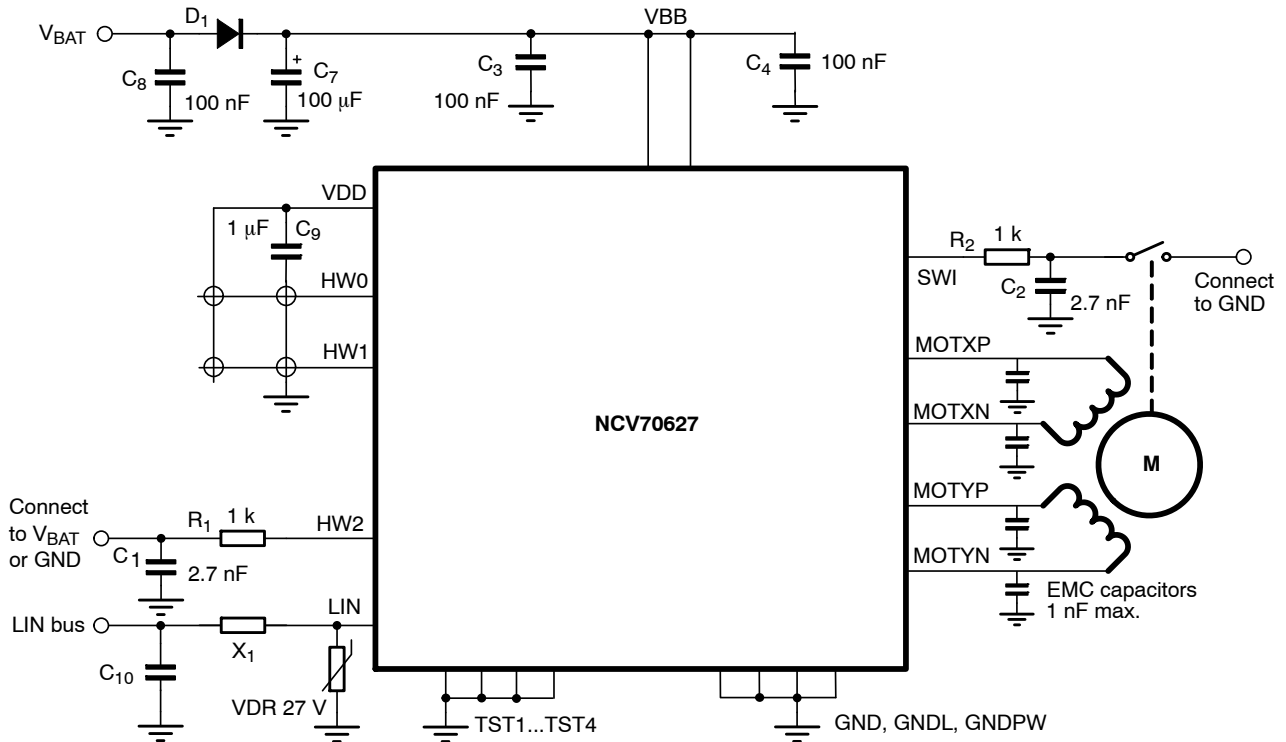 V_BAT
D1
VBB
C8
100 nF
+
C7
100 μF
C3
100 nF
C4
100 nF
VDD
1 μF
C9
HW0
HW1
NCV70627
R2
1 k
SWI
C2
2.7 nF
Connect
to GND
MOTXP
MOTXN
M
MOTYP
MOTYN
EMC capacitors
1 nF max.
Connect
to VBAT
or GND
R1
1 k
HW2
C1
2.7 nF
LIN bus
LIN
X1
C10
VDR 27 V
TST1...TST4
GND, GNDL, GNDPW